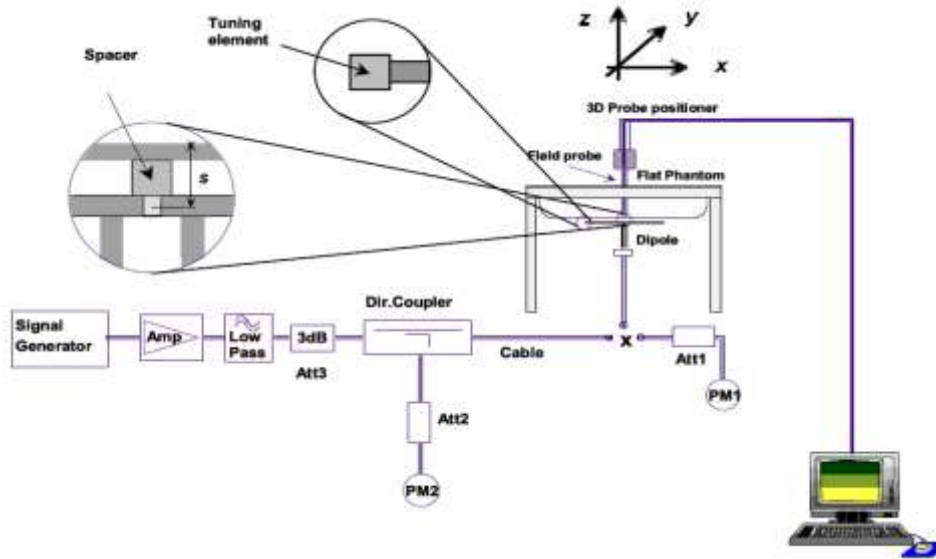 Tuning
element
Spacer
s
z
y
x
3D Probe positioner
Field probe
Flat Phantom
Dipole
Dir.Coupler
Signal
Generator
Amp
Low
Pass
3dB
Att3
Cable
x
Att1
PM1
Att2
PM2